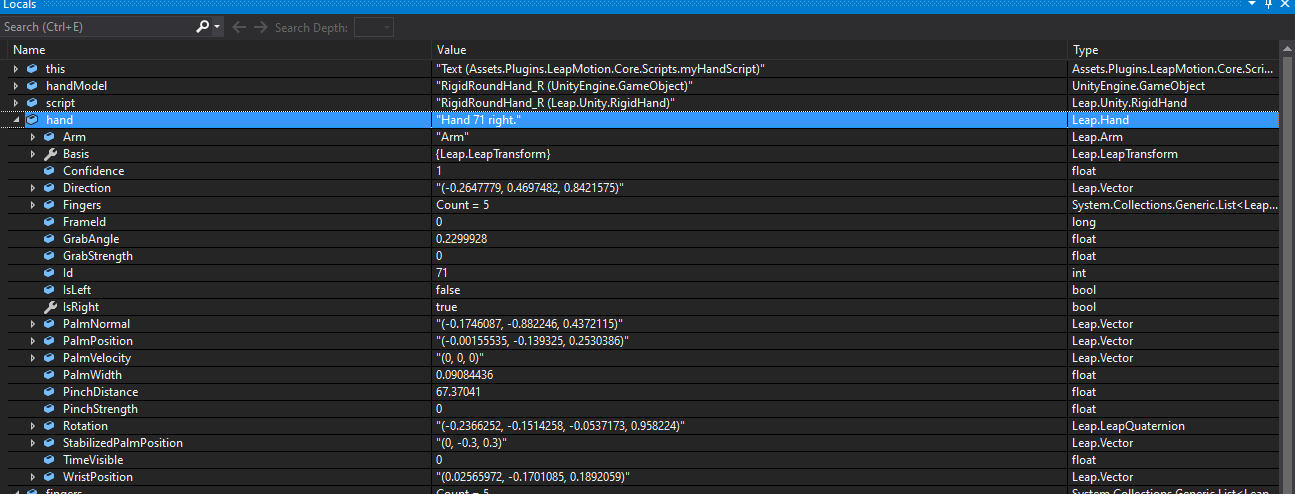 Locals
Search (Ctrl+E) Search Depth:
Name Value Type
this "Text (Assets.Plugins.LeapMotion.Core.Scripts.myHandScript)" Assets.Plugins.LeapMotion.Core.Scri...
handModel "RigidRoundHand_R (UnityEngine.GameObject)" UnityEngine.GameObject
script "RigidRoundHand_R (Leap.Unity.RigidHand)" Leap.Unity.RigidHand
hand "Hand 71 right." Leap.Hand
Arm "Arm" Leap.Arm
Basis {Leap.LeapTransform} Leap.LeapTransform
Confidence 1 float
Direction "(-0.2647779, 0.4697482, 0.8421575)" Leap.Vector
Fingers Count = 5 System.Collections.Generic.List<Leap...
FrameId 0 long
GrabAngle 0.2299928 float
GrabStrength 0 float
Id 71 int
IsLeft false bool
IsRight true bool
PalmNormal "(-0.1746087, -0.882246, 0.4372115)" Leap.Vector
PalmPosition "(-0.00155535, -0.139325, 0.2530386)" Leap.Vector
PalmVelocity "(0, 0, 0)" Leap.Vector
PalmWidth 0.09084436 float
PinchDistance 67.37041 float
PinchStrength 0 float
Rotation "(-0.2366252, -0.1514258, -0.0537173, 0.958224)" Leap.LeapQuaternion
StabilizedPalmPosition "(0, -0.3, 0.3)" Leap.Vector
TimeVisible 0 float
WristPosition "(0.02565972, -0.1701085, 0.1892059)" Leap.Vector
fingers Count = 5 System.Collections.Generic.List<Leap...